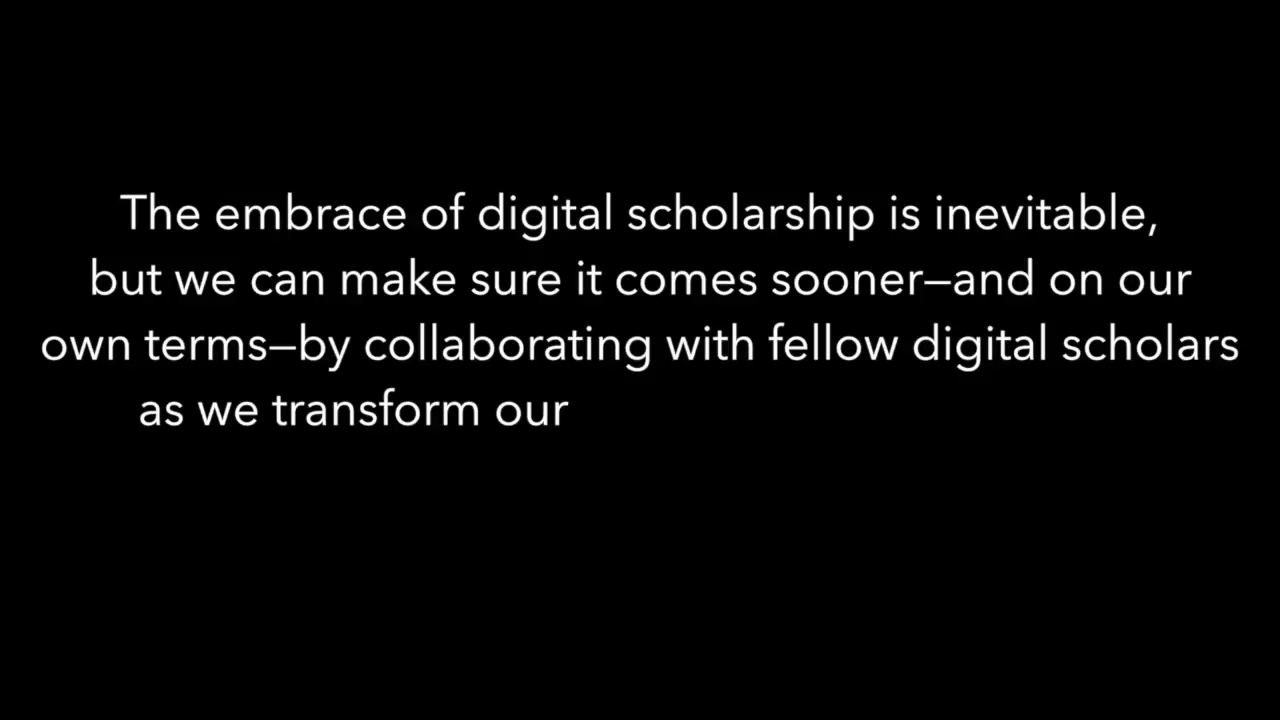 The embrace of digital scholarship is inevitable,
but we can make sure it comes sooner—and on our
own terms—by collaborating with fellow digital scholars
as we transform our